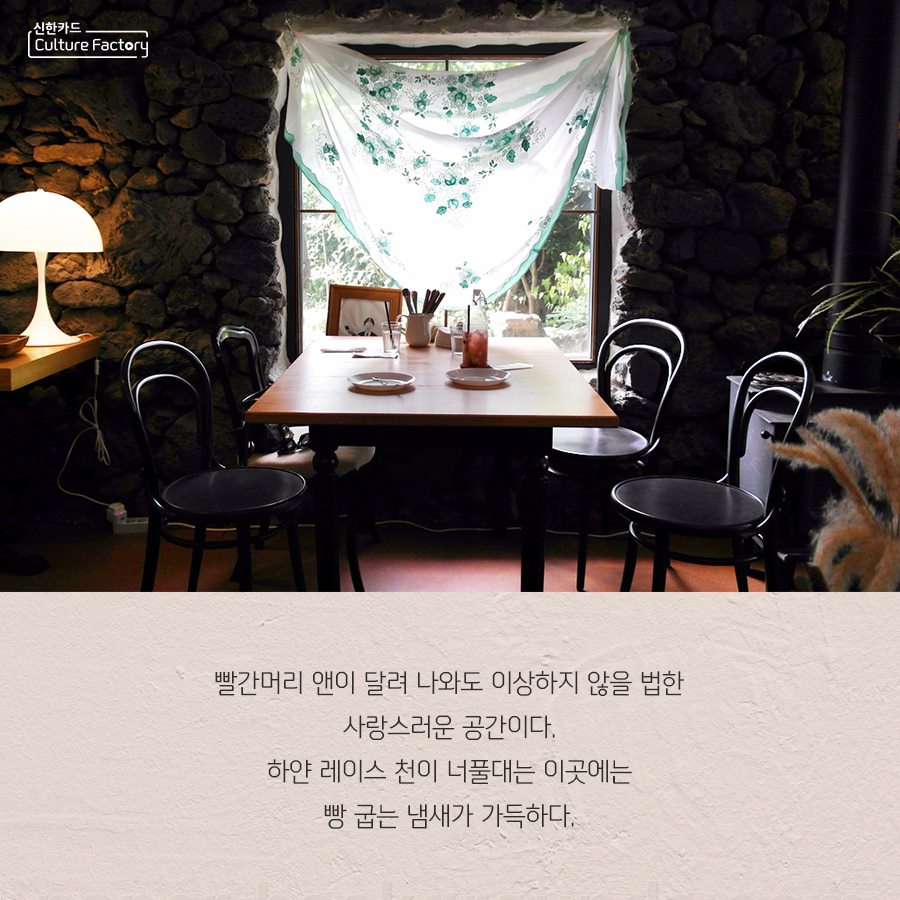 신한카드
Culture Factory
빨간머리 앤이 달려 나와도 이상하지 않을 법한
사랑스러운 공간이다.
하얀 레이스 천이 너풀대는 이곳에는
빵 굽는 냄새가 가득하다.